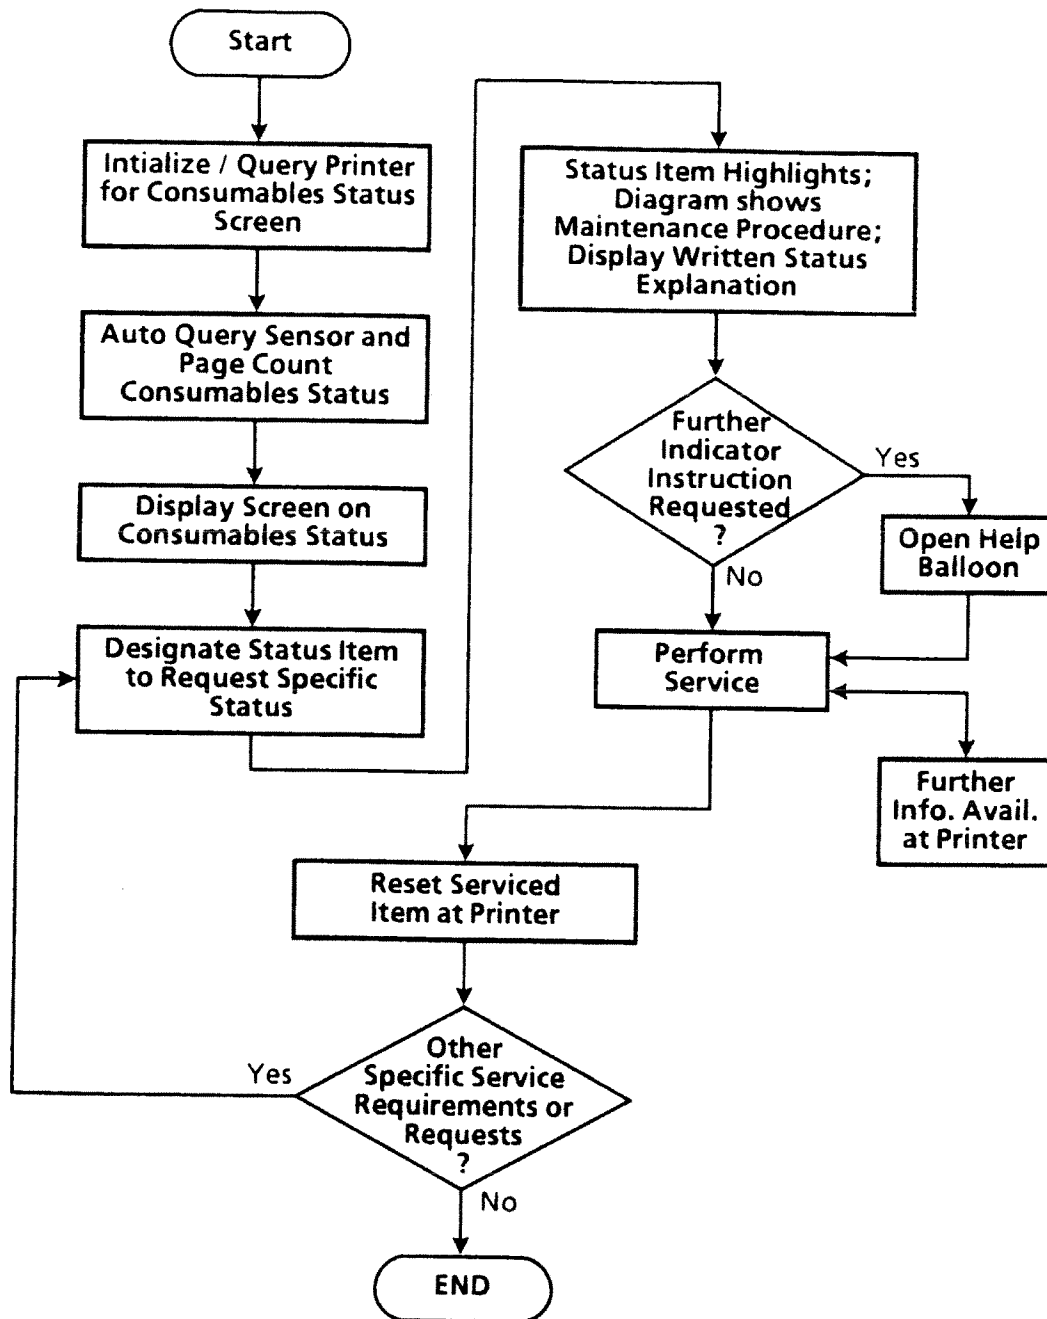 Start
Intialize / Query Printer
for Consumables Status
Screen
Auto Query Sensor and
Page Count
Consumables Status
Display Screen on
Consumables Status
Designate Status Item
to Request Specific
Status
Status Item Highlights;
Diagram shows
Maintenance Procedure;
Display Written Status
Explanation
Further
Indicator
Instruction
Requested
?
Yes
Open Help
Balloon
No
Perform
Service
Further
Info. Avail.
at Printer
Reset Serviced
Item at Printer
Other
Specific Service
Requirements or
Requests
?
Yes
No
END